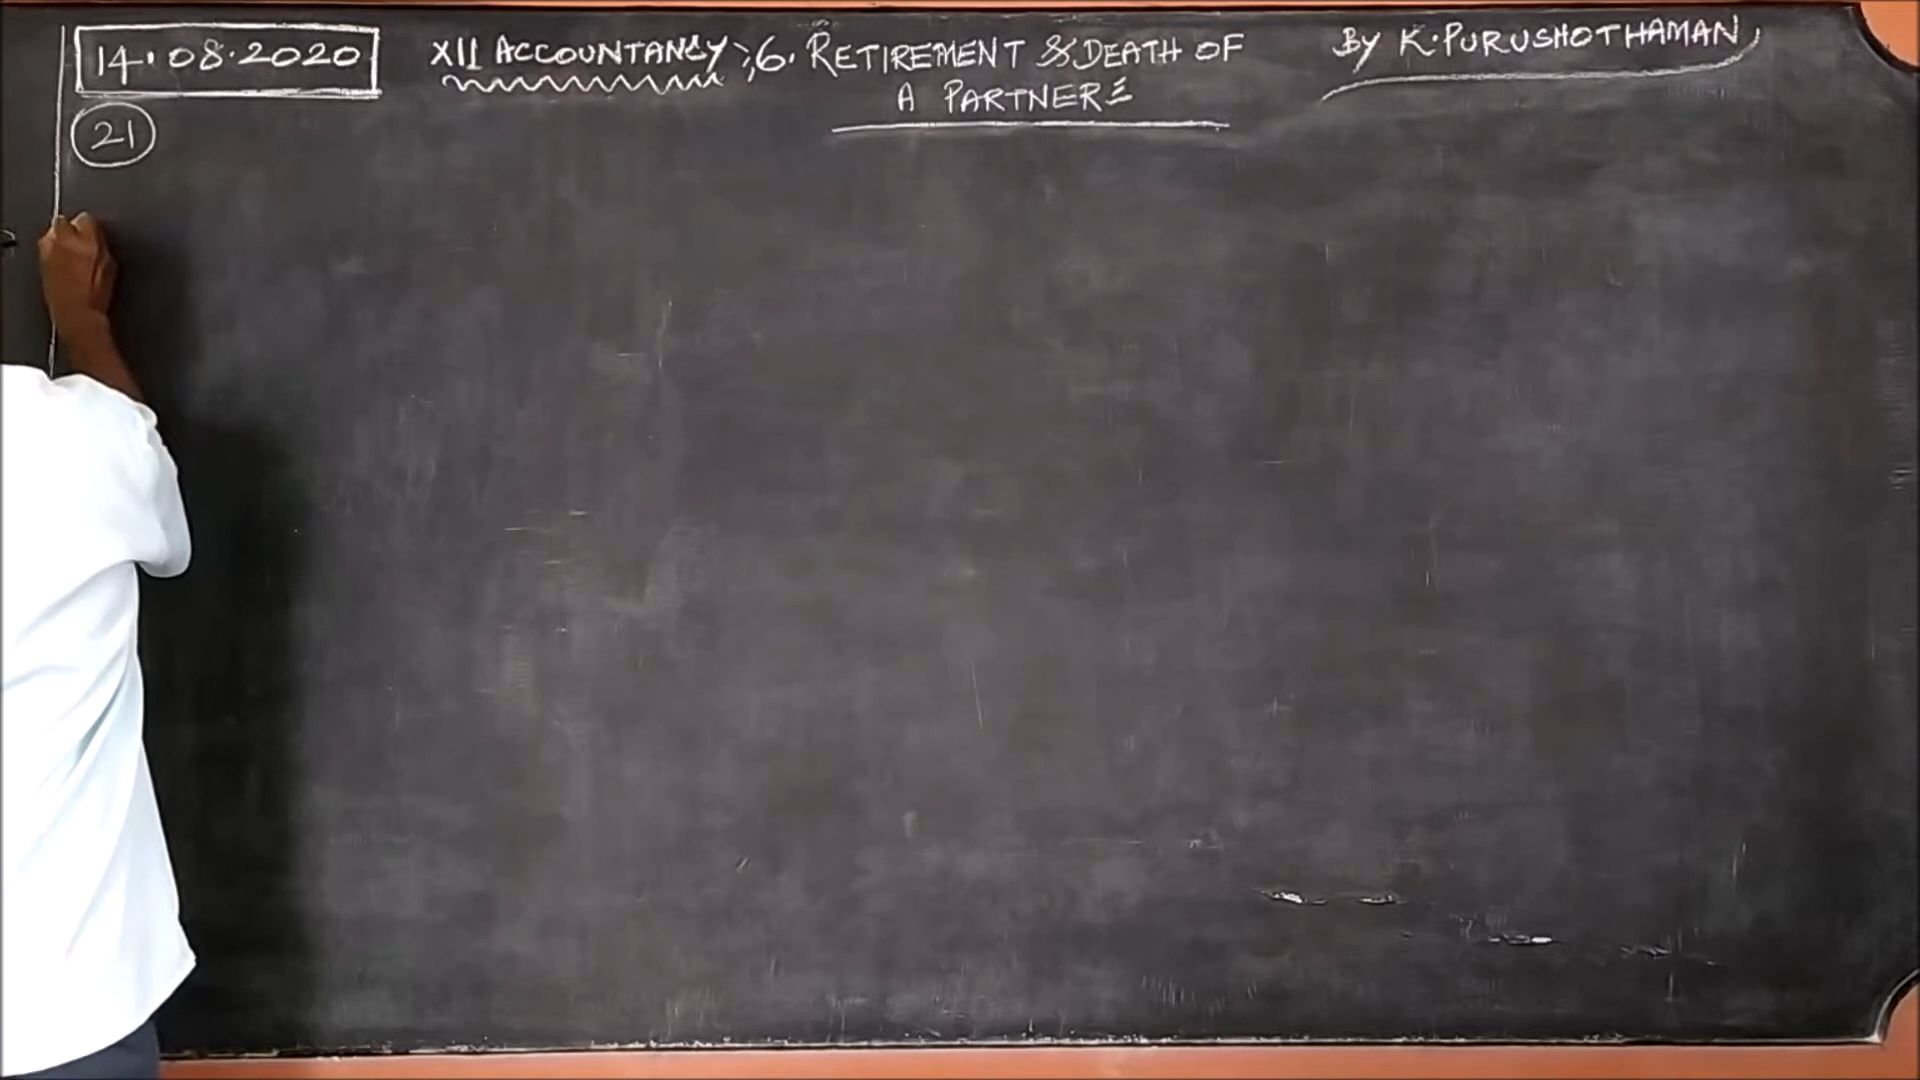 14.08.2020 XII ACCOUNTANCY :- 6. RETIREMENT & DEATH OF By K.PURUSHOTHAMAN
A PARTNER
21